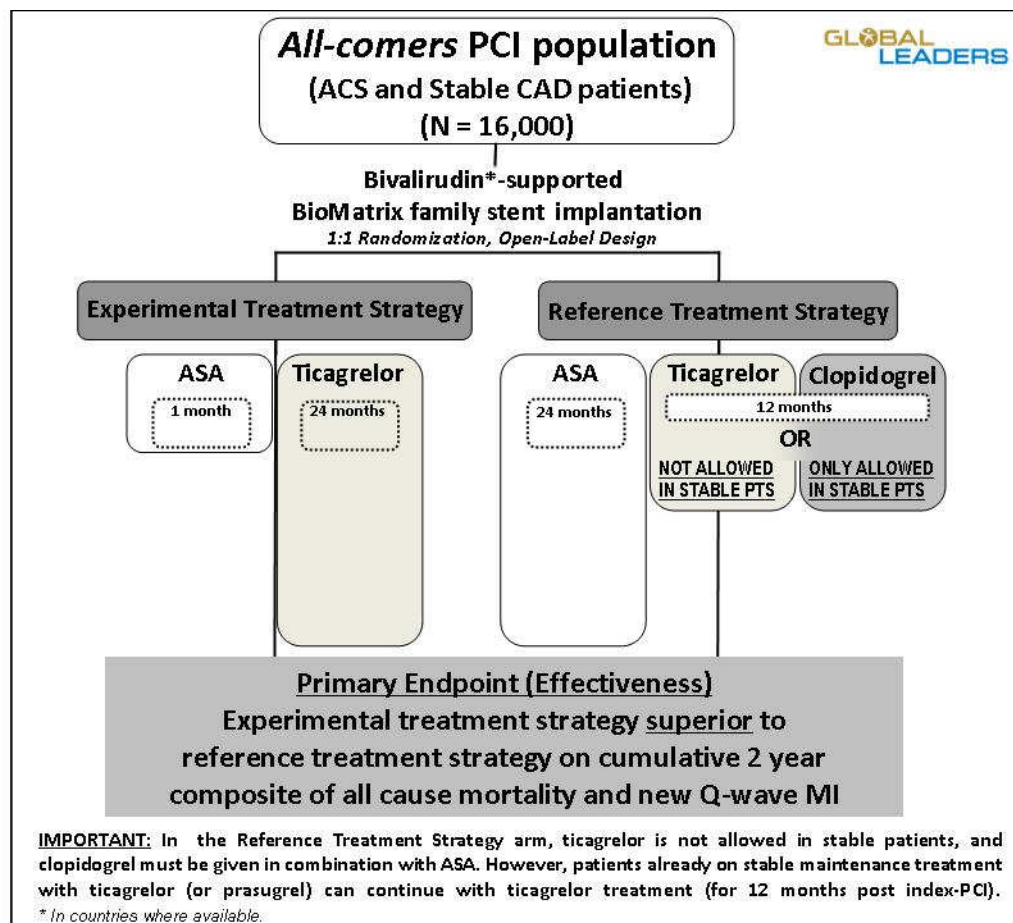 All-comers PCI population
(ACS and Stable CAD patients)
(N = 16,000)
GLOBAL
LEADERS
Bivalirudin*-supported
BioMatrix family stent implantation
1:1 Randomization, Open-Label Design
Experimental Treatment Strategy
Reference Treatment Strategy
ASA
1 month
Ticagrelor
24 months
ASA
24 months
Ticagrelor
Clopidogrel
12 months
OR
NOT ALLOWED
IN STABLE PTS
ONLY ALLOWED
IN STABLE PTS
Primary Endpoint (Effectiveness)
Experimental treatment strategy superior to
reference treatment strategy on cumulative 2 year
composite of all cause mortality and new Q-wave MI
IMPORTANT: In the Reference Treatment Strategy arm, ticagrelor is not allowed in stable patients, and
clopidogrel must be given in combination with ASA. However, patients already on stable maintenance treatment
with ticagrelor (or prasugrel) can continue with ticagrelor treatment (for 12 months post index-PCI).
* In countries where available.